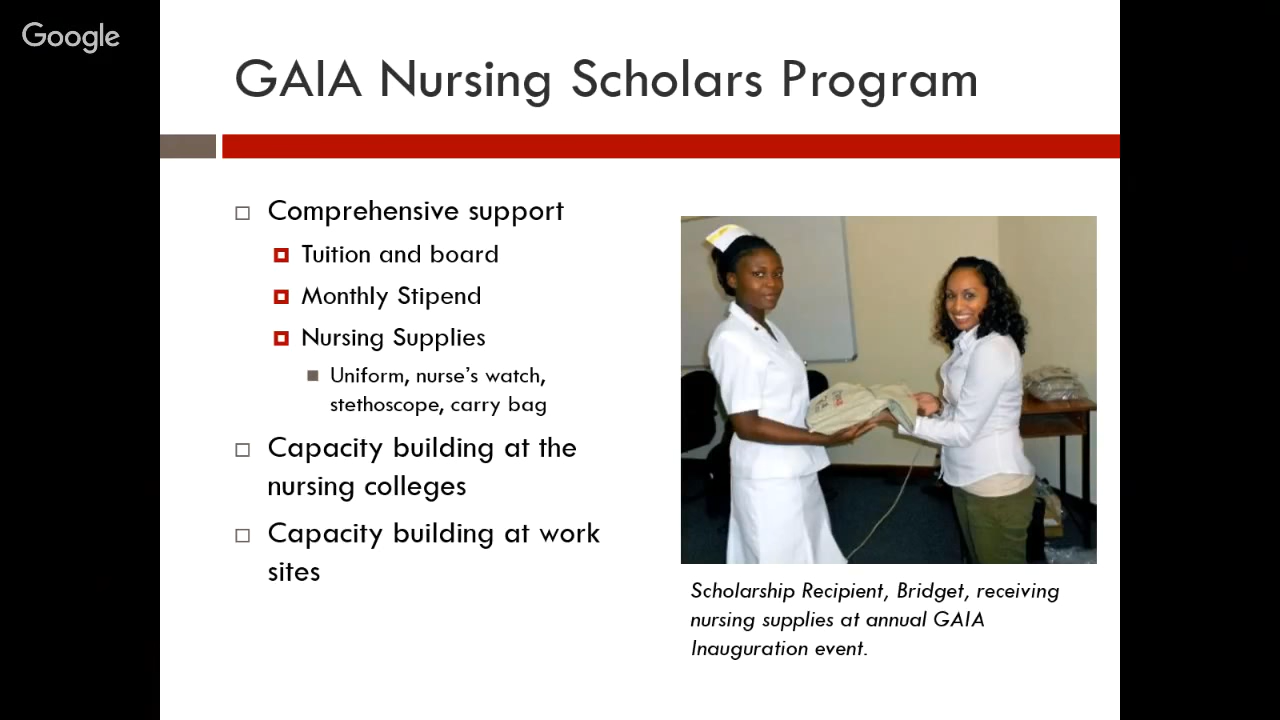 Google
GAIA Nursing Scholars Program
Comprehensive support
Tuition and board
Monthly Stipend
Nursing Supplies
Uniform, nurse's watch,
stethoscope, carry bag
Capacity building at the
nursing colleges
Capacity building at work
sites
Scholarship Recipient, Bridget, receiving
nursing supplies at annual GAIA
Inauguration event.